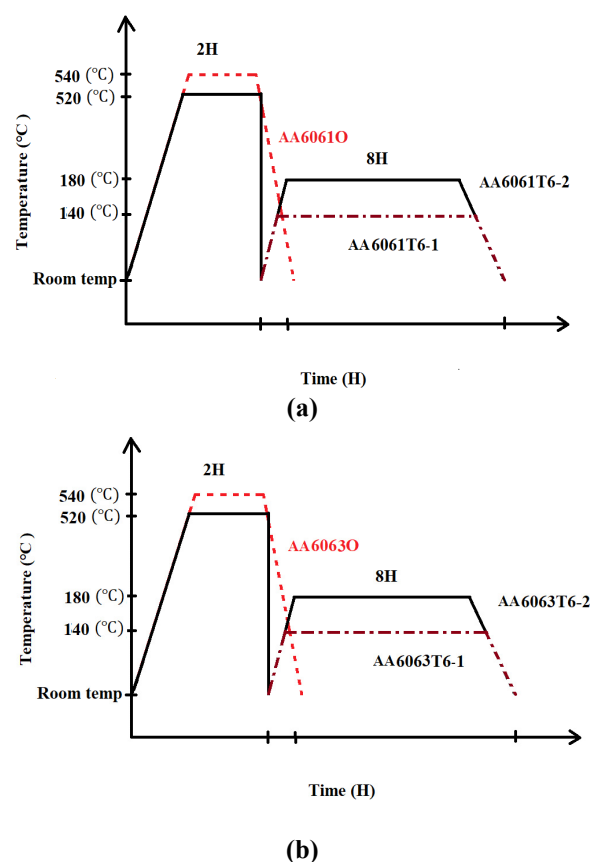 2H
540 (℃)
520 (℃)
AA6061O
8H
180 (℃)
AA6061T6-2
140 (℃)
AA6061T6-1
Room temp
Temperature (℃ )
Time (H)
(a)
2H
540 (℃)
520 (℃)
AA6063O
8H
180 (℃)
AA6063T6-2
140 (℃)
AA6063T6-1
Room temp
Temperature (℃ )
Time (H)
(b)